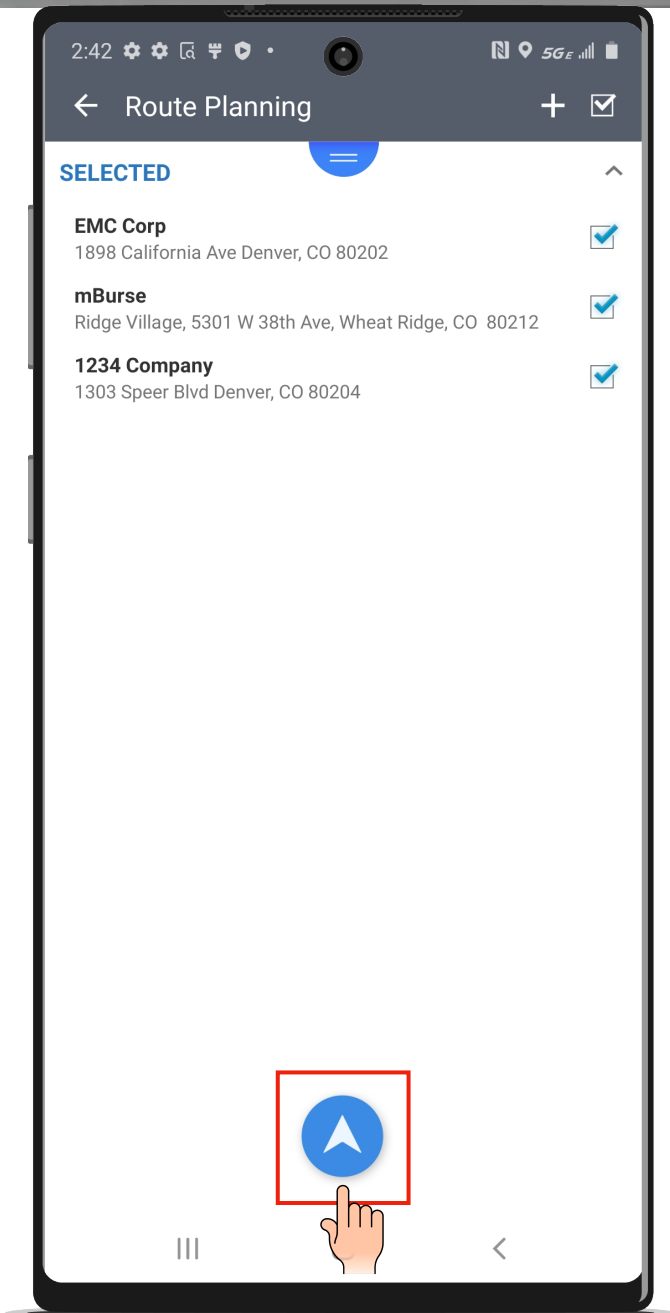 2:42 5GE
Route Planning
SELECTED
EMC Corp
1898 California Ave Denver, CO 80202
mBurse
Ridge Village, 5301 W 38th Ave, Wheat Ridge, CO 80212
1234 Company
1303 Speer Blvd Denver, CO 80204